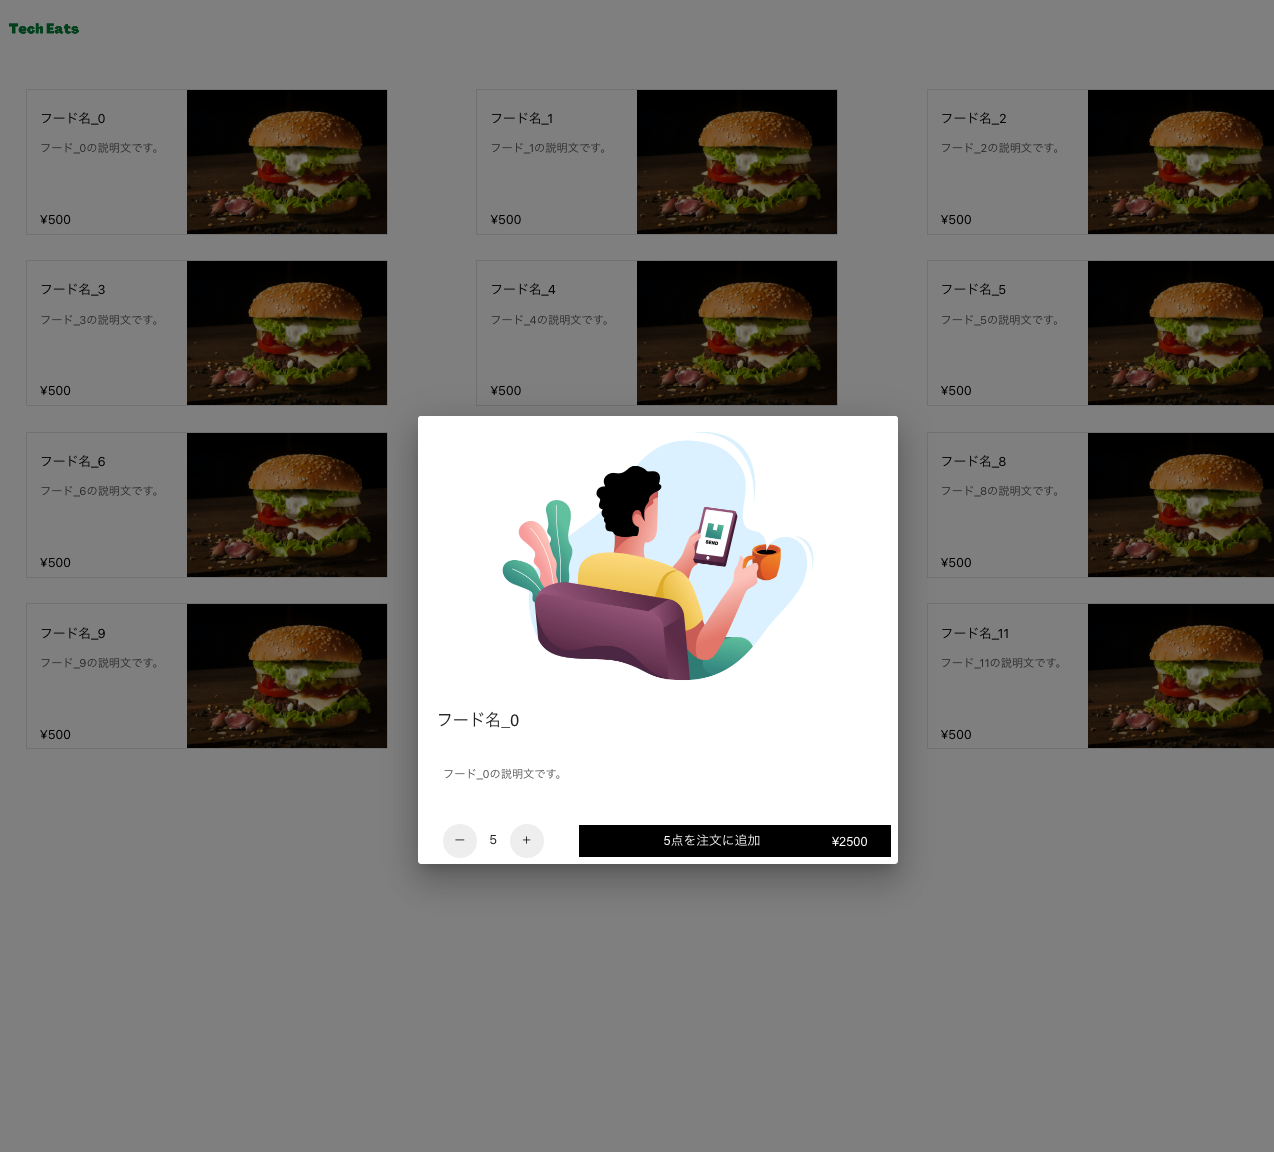 Tech Eats
フード名_0
フード_0の説明文です。
¥500
フード名_1
フード_1の説明文です。
¥500
フード名_2
フード_2の説明文です。
¥500
フード名_3
フード_3の説明文です。
¥500
フード名_4
フード_4の説明文です。
¥500
フード名_5
フード_5の説明文です。
¥500
フード名_6
フード_6の説明文です。
¥500
フード名_8
フード_8の説明文です。
¥500
フード名_9
フード_9の説明文です。
¥500
フード名_11
フード_11の説明文です。
¥500
SEND
フード名_0
フード_0の説明文です。
− 5 +
5点を注文に追加 ¥2500